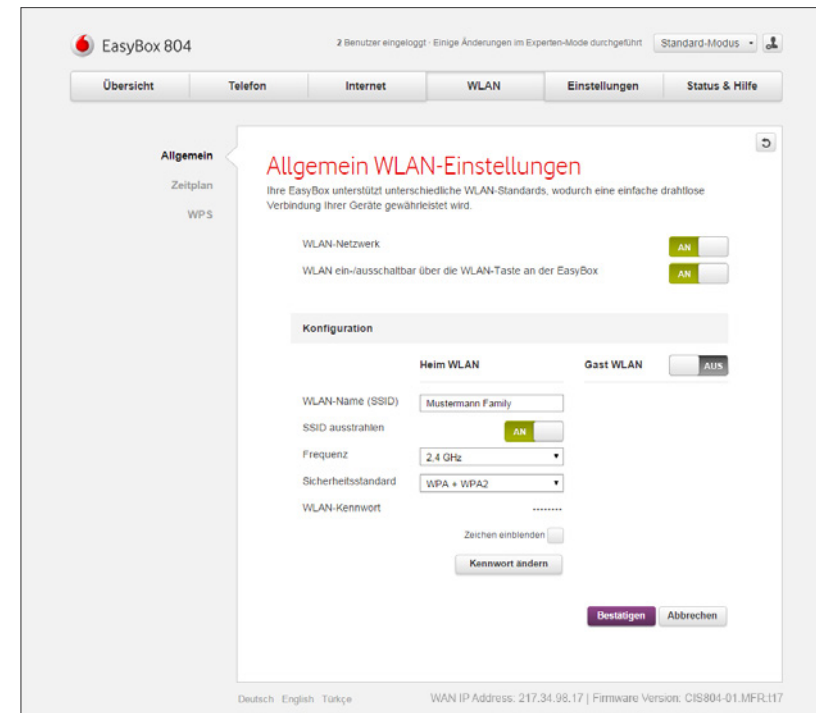 EasyBox 804
2 Benutzer eingeloggt · Einige Änderungen im Experten-Mode durchgeführt
Standard-Modus
Übersicht
Telefon
Internet
WLAN
Einstellungen
Status & Hilfe
Allgemein
Zeitplan
WPS
Allgemein WLAN-Einstellungen
Ihre EasyBox unterstützt unterschiedliche WLAN-Standards, wodurch eine einfache drahtlose
Verbindung Ihrer Geräte gewährleistet wird.
WLAN-Netzwerk AN
WLAN ein-/ausschaltbar über die WLAN-Taste an der EasyBox AN
Konfiguration
Heim WLAN
Gast WLAN AUS
WLAN-Name (SSID) Mustermann Family
SSID ausstrahlen AN
Frequenz 2,4 GHz
Sicherheitsstandard WPA + WPA2
WLAN-Kennwort ········
Zeichen einblenden
Kennwort ändern
Bestätigen
Abbrechen
Deutsch English Türkçe
WAN IP Address: 217.34.98.17 | Firmware Version: CIS804-01.MFR:t17